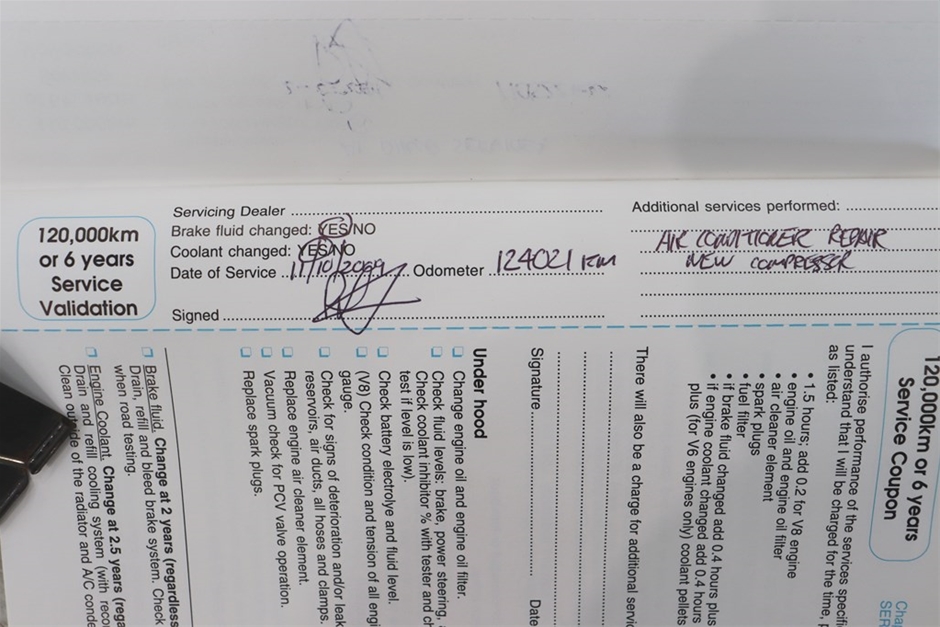 120,000km
or 6 years
Service
Validation
Servicing Dealer
Brake fluid changed: YES/NO
Coolant changed: YES/NO
Date of Service Odometer 124021 KM
Signed
Additional services performed:
AIR CONITIONER REPAIR
NEW COMPRESSER
120,000km or 6 years
Service Coupon
I authorise performance of the services specifi
understand that I will be charged for the time, p
as listed:
• 1.5 hours; add 0.2 for V8 engine
• engine oil and engine oil filter
• air cleaner element
• spark plugs
• fuel filter
• if brake fluid changed add 0.4 hours plus
• if engine coolant changed add 0.4 hours
plus (for V6 engines only) coolant pellets
There will also be a charge for additional servic
Signature Date
Under hood
Change engine oil and engine oil filter.
Check fluid levels: brake, power steering,
Check coolant inhibitor % with tester and ch
test if level is low).
Check battery electrolyte and fluid level.
(V8) Check condition and tension of all engi
gauge.
Check for signs of deterioration and/or leak
reservoirs, air ducts, all hoses and clamps.
Replace engine air cleaner element.
Vacuum check for PCV valve operation.
Replace spark plugs.
Brake fluid. Change at 2 years (regardless
Drain, refill and bleed brake system. Check
when road testing.
Engine Coolant. Change at 2.5 years (rega
Drain and refill cooling system (with recon
Clean outside of the radiator and A/C conde